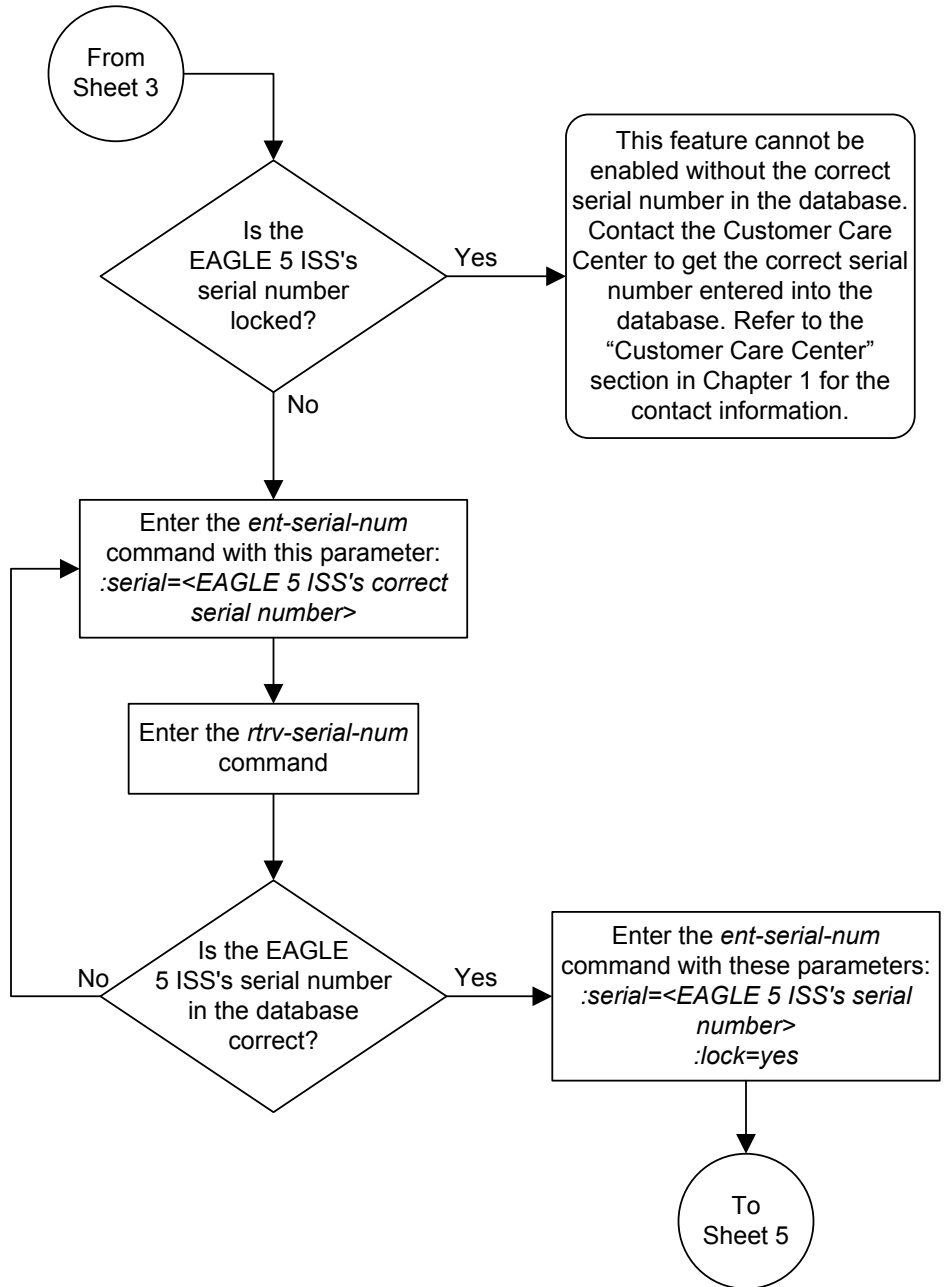 From
Sheet 3
Is the
EAGLE 5 ISS's
serial number
locked?
Yes
No
This feature cannot be
enabled without the correct
serial number in the database.
Contact the Customer Care
Center to get the correct serial
number entered into the
database. Refer to the
“Customer Care Center”
section in Chapter 1 for the
contact information.
Enter the ent-serial-num
command with this parameter:
:serial=<EAGLE 5 ISS's correct
serial number>
Enter the rtrv-serial-num
command
Is the EAGLE
5 ISS's serial number
in the database
correct?
No
Yes
Enter the ent-serial-num
command with these parameters:
:serial=<EAGLE 5 ISS's serial
number>
:lock=yes
To
Sheet 5